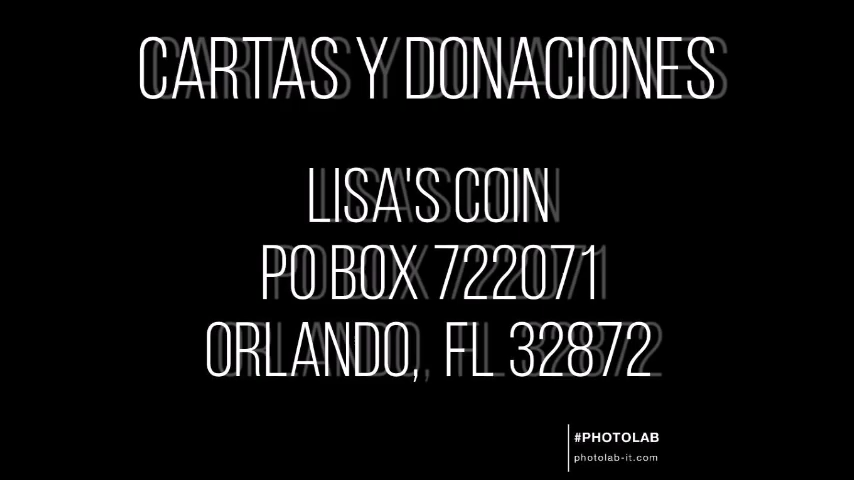 CARTAS Y DONACIONES
LISA'S COIN
PO BOX 722071
ORLANDO, FL 32872
#PHOTOLAB
photolab-it.com